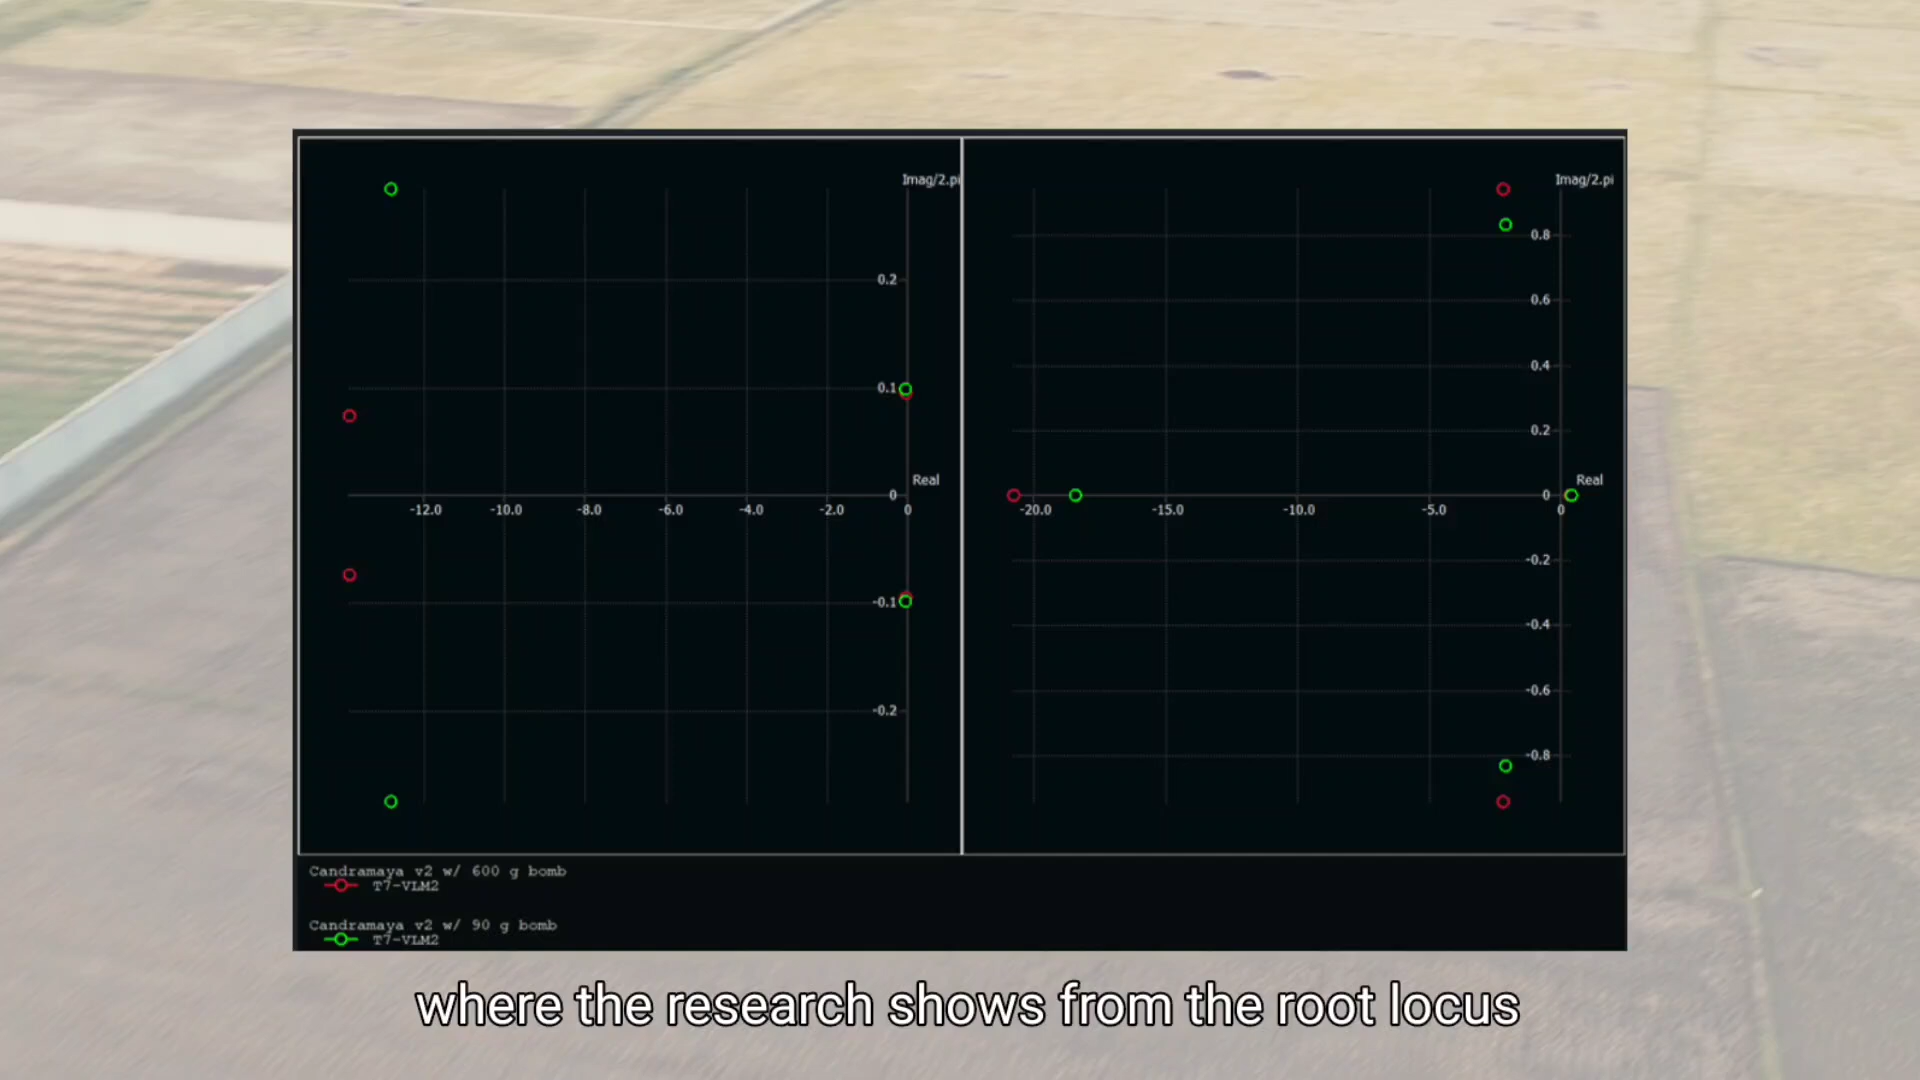 Imag/2.pi
0.2
0.1
Real
0
-12.0 -10.0 -8.0 -6.0 -4.0 -2.0 0
-0.1
-0.2
Imag/2.pi
0.8
0.6
0.4
0.2
Real
0
-20.0 -15.0 -10.0 -5.0 0
-0.2
-0.4
-0.6
-0.8
Candramaya v2 w/ 600 g bomb
T7-VLM2
Candramaya v2 w/ 90 g bomb
T7-VLM2
where the research shows from the root locus